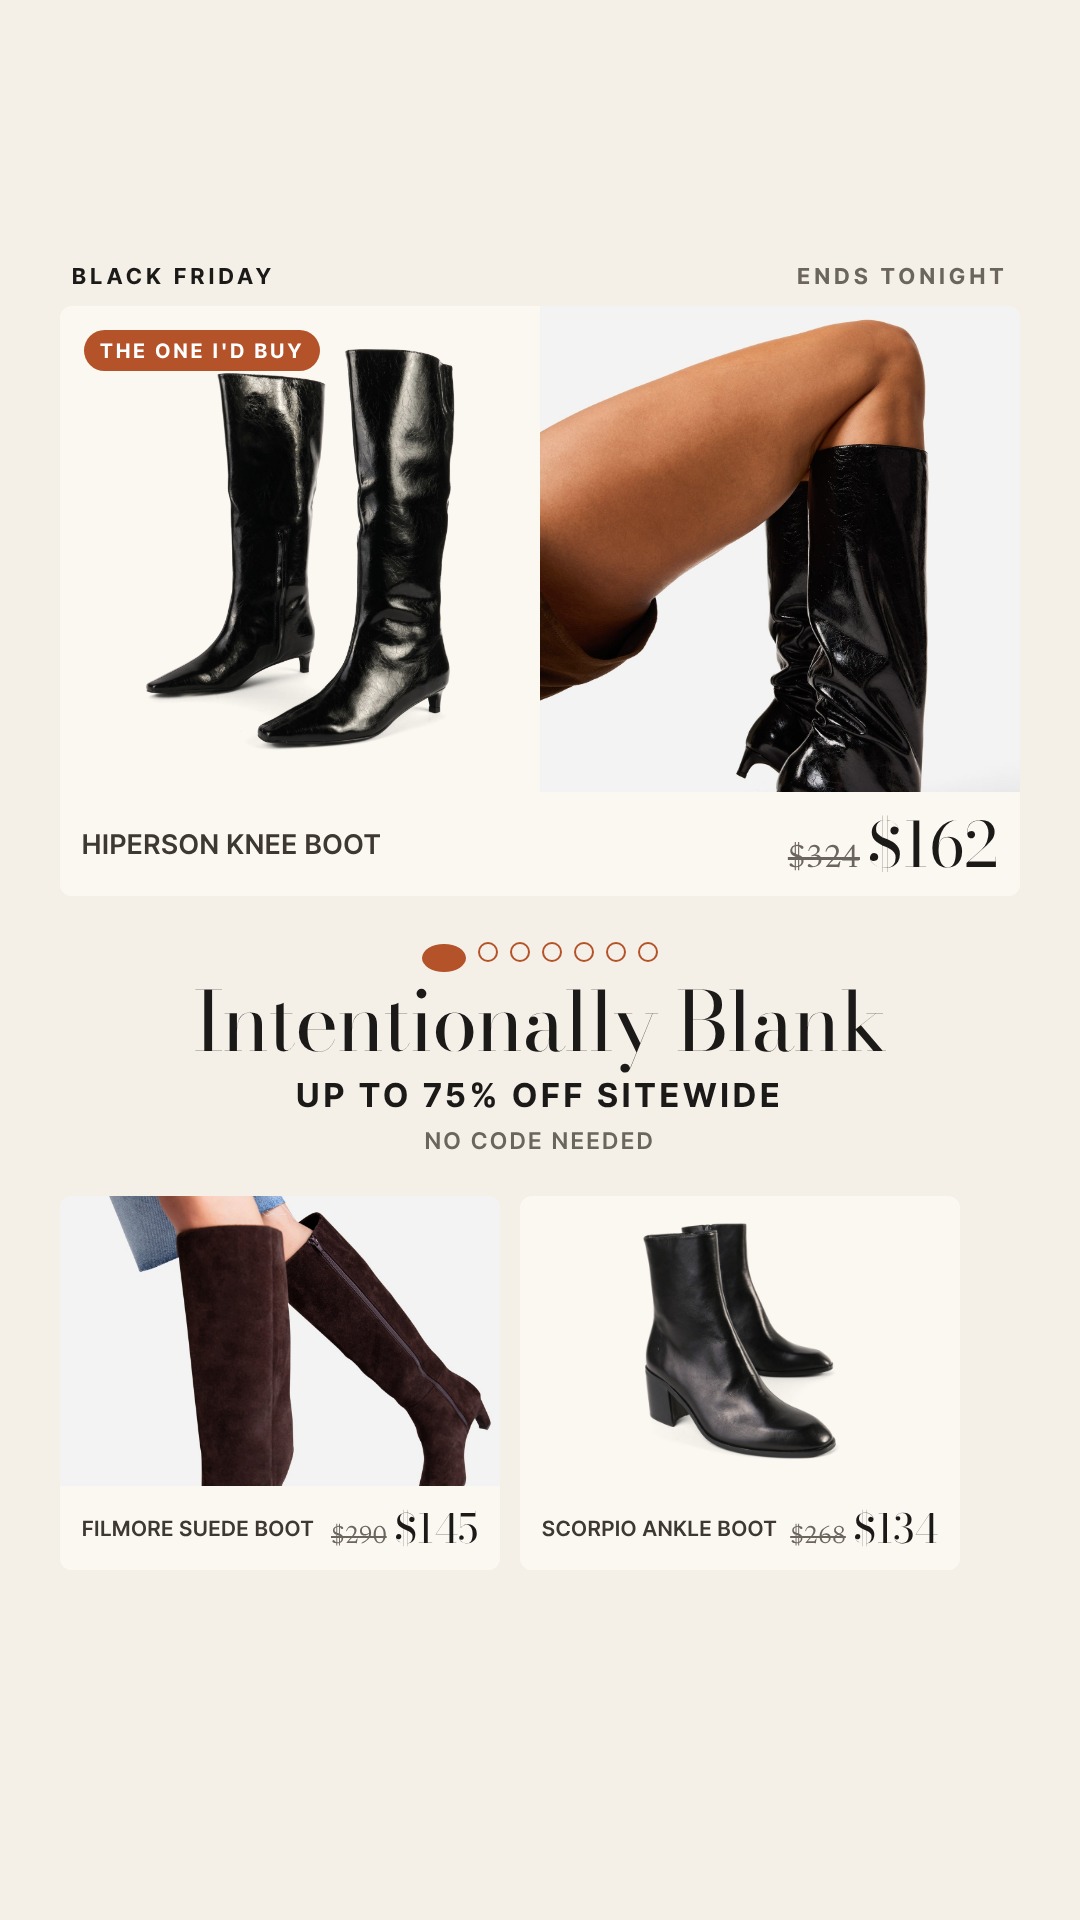 BLACK FRIDAY
ENDS TONIGHT
THE ONE I'D BUY
HIPERSON KNEE BOOT
$324 $162
Intentionally Blank
UP TO 75% OFF SITEWIDE
NO CODE NEEDED
FILMORE SUEDE BOOT $290 $145
SCORPIO ANKLE BOOT $268 $134